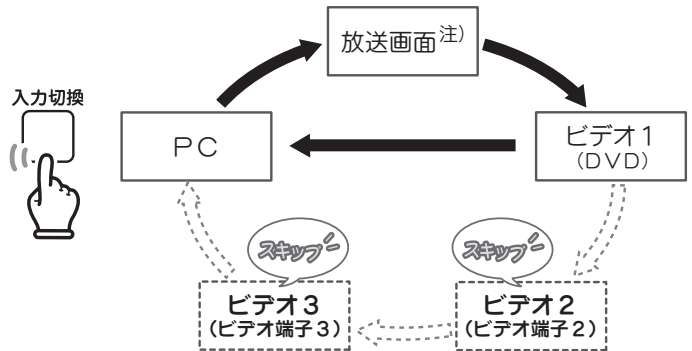 放送画面注)
入力切換
PC
ビデオ1
(DVD)
スキップ
スキップ
ビデオ3
(ビデオ端子3)
ビデオ2
(ビデオ端子2)